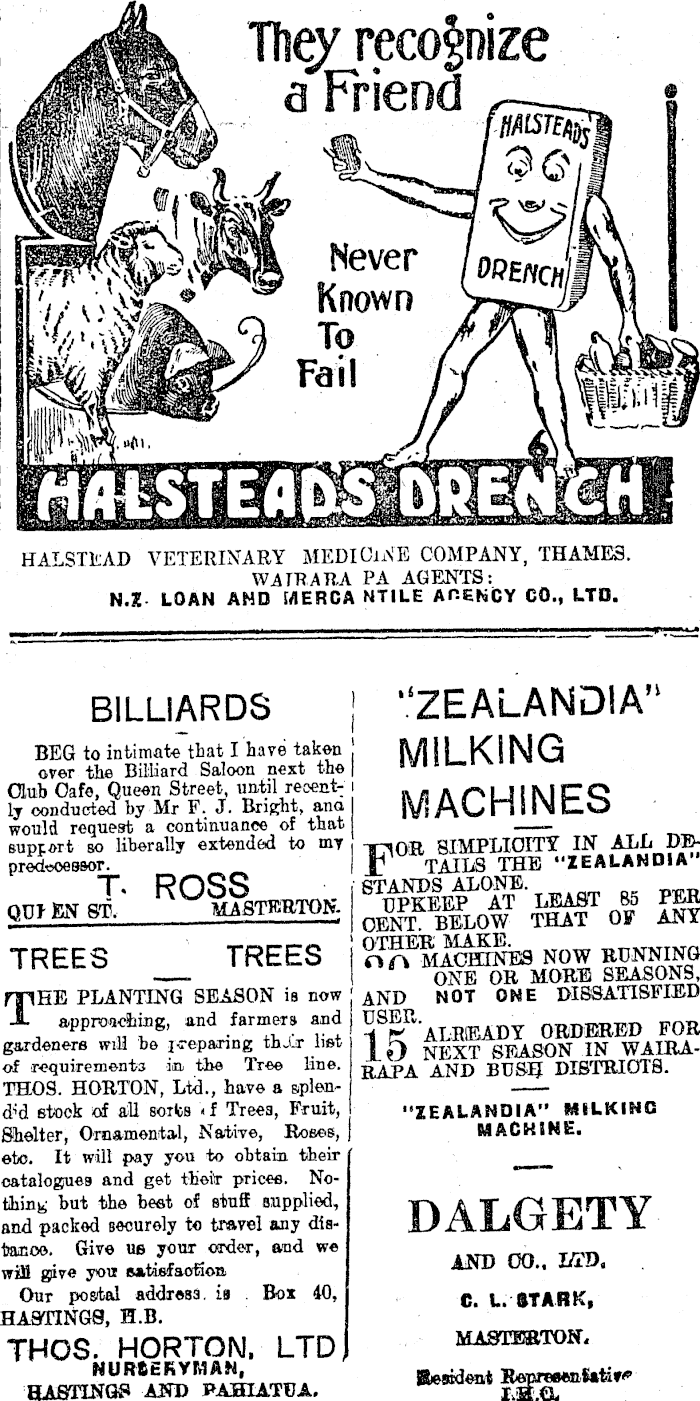 They recognize
a Friend
HALSTEADS
DRENCH
Never
Known
To
Fail
HALSTEADS DRENCH
HALSTEAD VETERINARY MEDICINE COMPANY, THAMES.
WAIRARA PA AGENTS:
N.Z. LOAN AND MERCANTILE AGENCY CO., LTD.
BILLIARDS
BEG to intimate that I have taken
over the Billiard Saloon next the
Club Cafe, Queen Street, until recent-
ly conducted by Mr F. J. Bright, and
would request a continuance of that
support so liberally extended to my
predecessor.
T. ROSS
QUEEN ST. MASTERTON.
TREES TREES
THE PLANTING SEASON is now
approaching, and farmers and
gardeners will be preparing their list
of requirements in the Tree line.
THOS. HORTON, Ltd., have a splen-
did stock of all sorts of Trees, Fruit,
Shelter, Ornamental, Native, Roses,
etc. It will pay you to obtain their
catalogues and get their prices. No-
thing but the best of stuff supplied,
and packed securely to travel any dis-
tance. Give us your order, and we
will give you satisfaction
Our postal address is Box 40,
HASTINGS, H.B.
THOS. HORTON, LTD
NURSERYMAN,
HASTINGS AND PAHIATUA.
"ZEALANDIA"
MILKING
MACHINES
FOR SIMPLICITY IN ALL DE-
TAILS THE "ZEALANDIA"
STANDS ALONE.
UPKEEP AT LEAST 85 PER
CENT. BELOW THAT OF ANY
OTHER MAKE.
MACHINES NOW RUNNING
ONE OR MORE SEASONS,
AND NOT ONE DISSATISFIED
USER.
15 ALREADY ORDERED FOR
NEXT SEASON IN WAIRA-
RAPA AND BUSH DISTRICTS.
"ZEALANDIA" MILKING
MACHINE.
DALGETY
AND CO., LTD.
C. L. STARK,
MASTERTON.
Resident Representative
I.H.C.